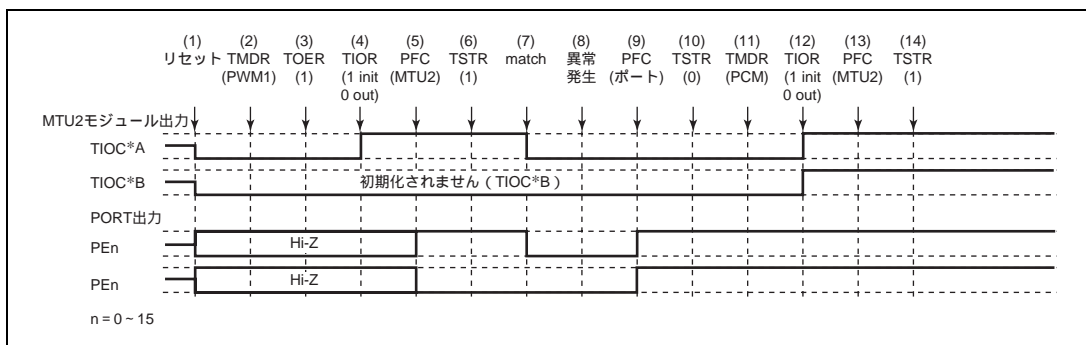 (1) (2) (3) (4) (5) (6) (7) (8) (9) (10) (11) (12) (13) (14)
リセット TMDR TOER TIOR PFC TSTR match 異常 PFC TSTR TMDR TIOR PFC TSTR
(PWM1) (1) (1 init (MTU2) (1) 発生 (ポート) (0) (PCM) (1 init (MTU2) (1)
0 out) 0 out)
MTU2モジュール出力
TIOC*A
TIOC*B 初期化されません ( TIOC*B )
PORT出力
PEn Hi-Z
PEn Hi-Z
n = 0 ~ 15